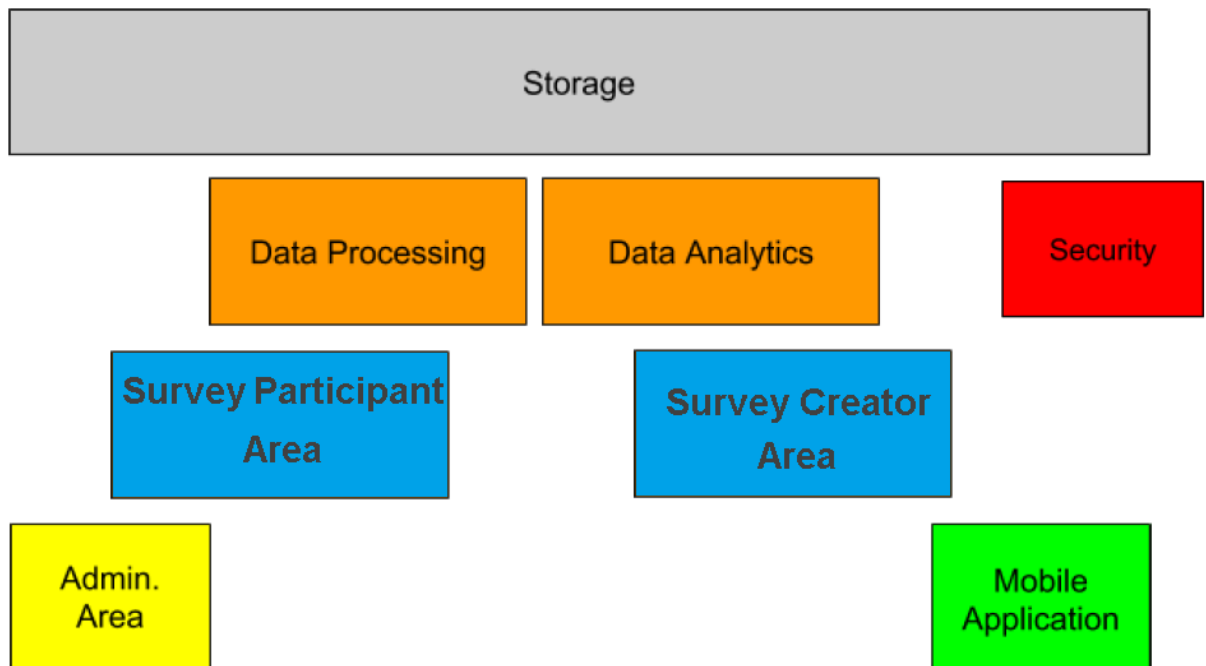 Storage
Data Processing
Data Analytics
Security
Survey Participant
Area
Survey Creator
Area
Admin.
Area
Mobile
Application